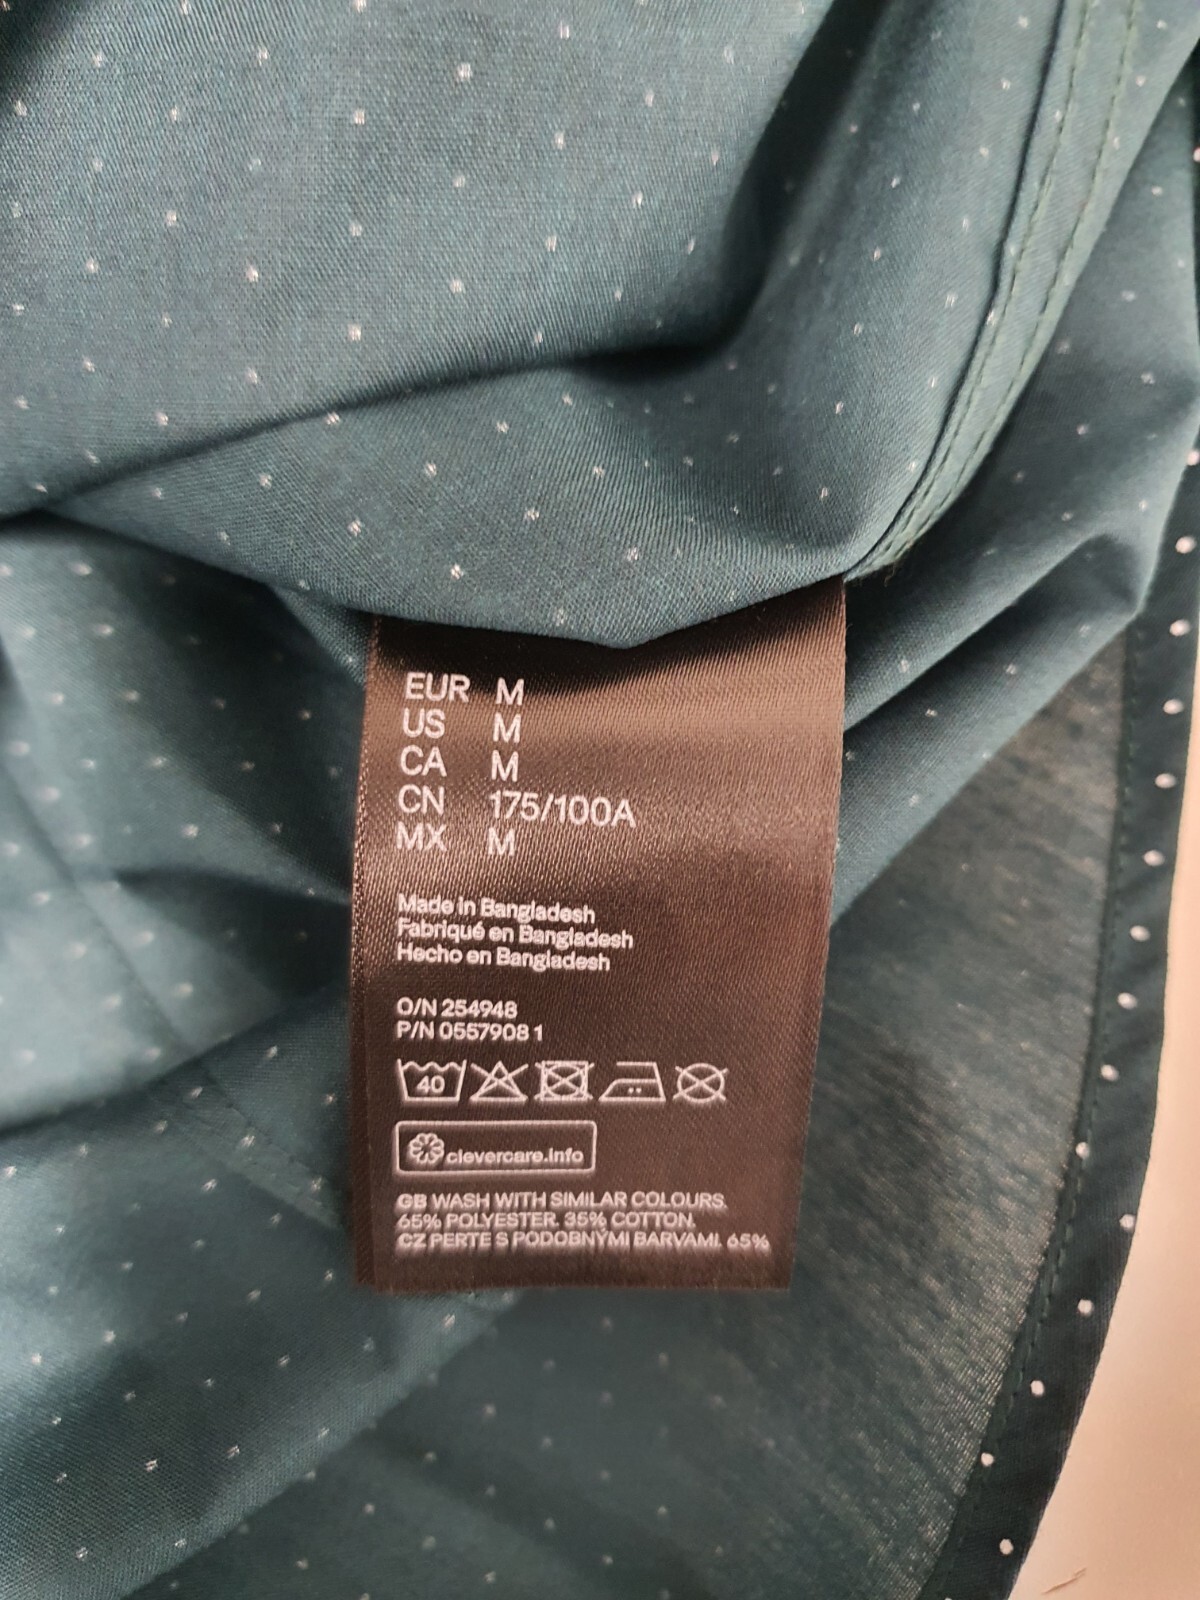 EUR M
US M
CA M
CN 175/100A
MX M
Made in Bangladesh
Fabriqué en Bangladesh
Hecho en Bangladesh
O/N 254948
P/N 0557908 1
40
clevercare.info
GB WASH WITH SIMILAR COLOURS.
65% POLYESTER. 35% COTTON.
CZ PERTE S PODOBNÝMI BARVAMI. 65%